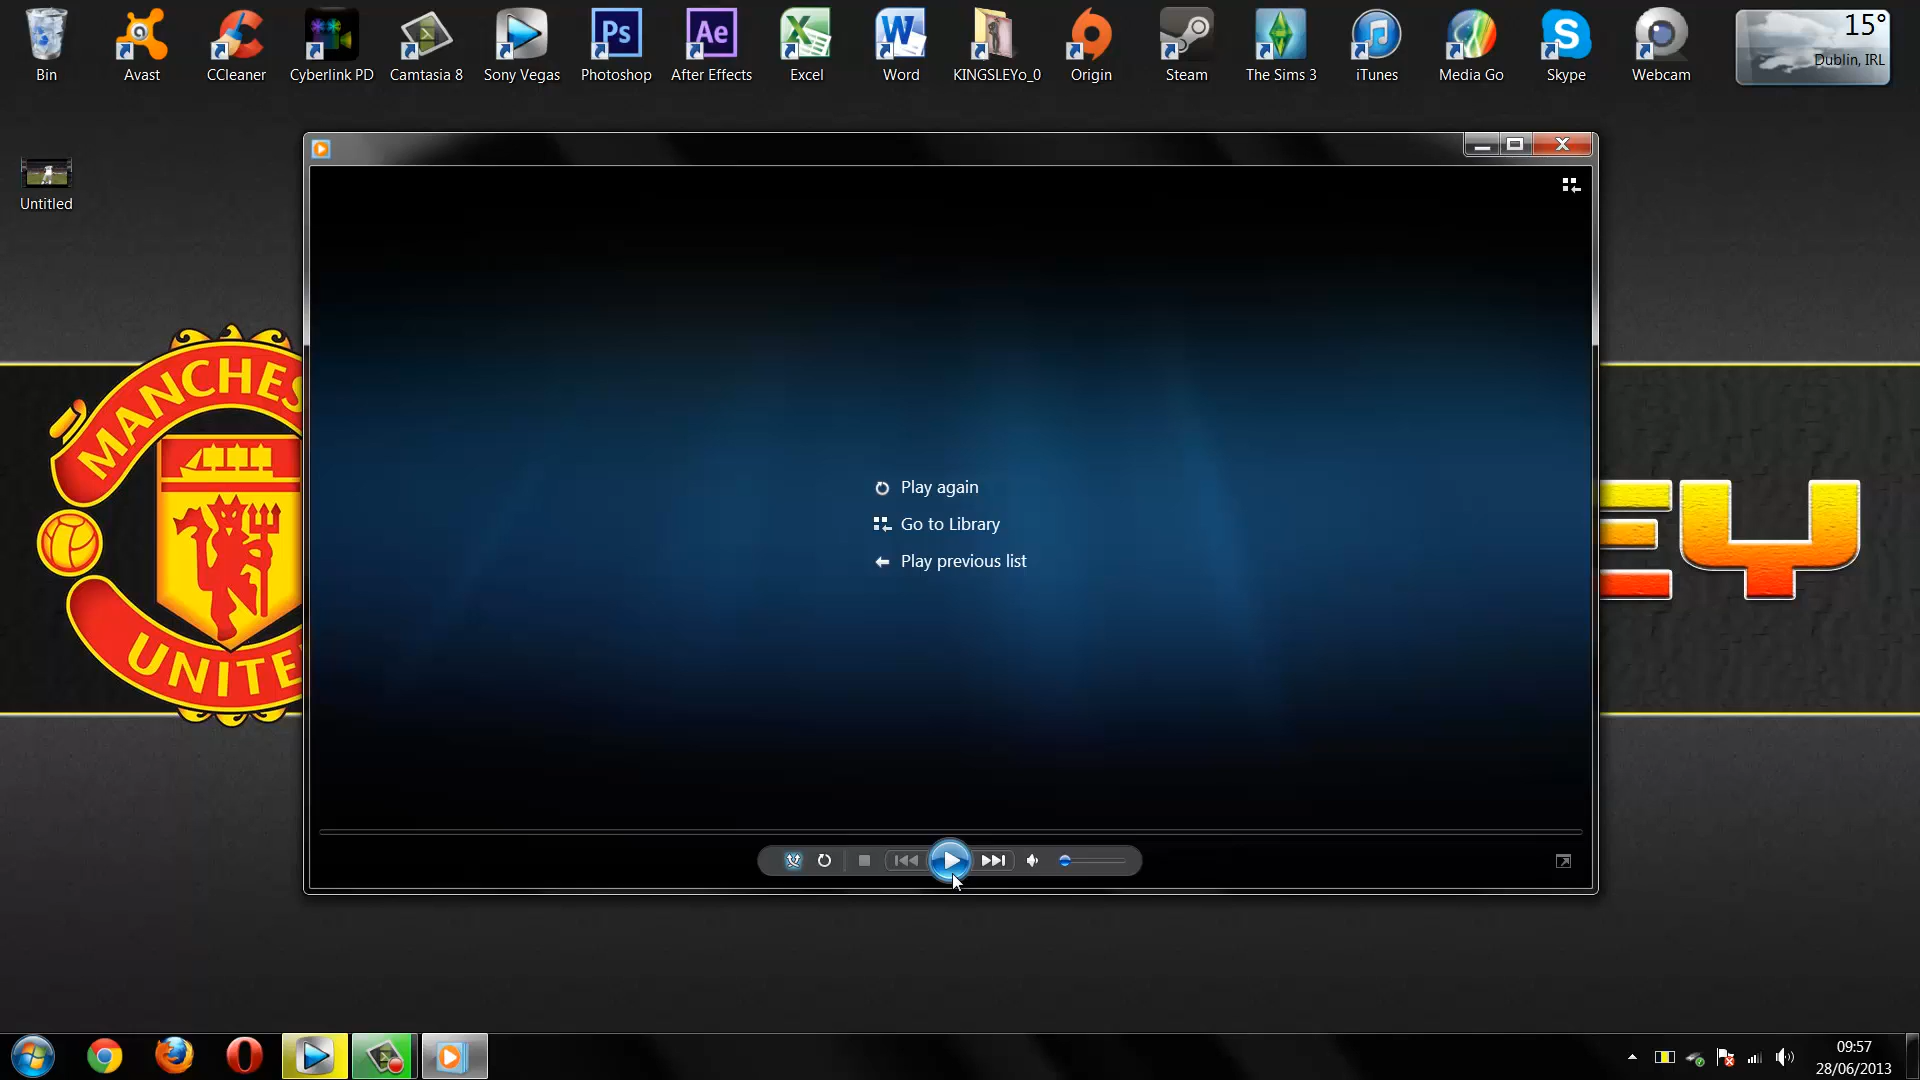 Bin
Avast
CCleaner
Cyberlink PD
Camtasia 8
Sony Vegas
Ps
Photoshop
Ae
After Effects
Excel
Word
KINGSLEYo_0
Origin
Steam
The Sims 3
iTunes
Media Go
Skype
Webcam
15°
Dublin, IRL
Untitled
MANCHES
UNITE
EY
Play again
Go to Library
Play previous list
09:57
28/06/2013